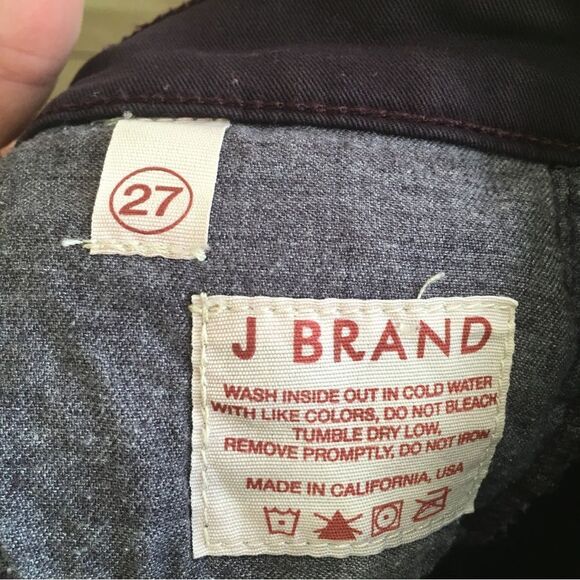 27
J BRAND
WASH INSIDE OUT IN COLD WATER
WITH LIKE COLORS, DO NOT BLEACH
TUMBLE DRY LOW,
REMOVE PROMPTLY, DO NOT IRON
MADE IN CALIFORNIA, USA